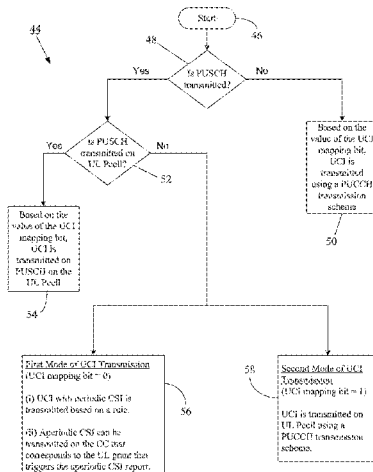 44
Start
46
48
Is PUSCH
transmitted?
Yes
No
Is PUSCH
transmitted on
UL Pcell?
Yes
No
52
Based on the
value of the UCI
mapping bit,
UCI is
transmitted
using a PUCCH
transmission
scheme
50
Based on the
value of the UCI
mapping bit,
UCI is
transmitted on
PUSCH on the
UL Pcell
54
First Mode of UCI Transmission
(UCI mapping bit = 0)
(i) UCI with periodic CSI is
transmitted based on a rule.
(ii) Aperiodic CSI can be
transmitted on the CC that
corresponds to the UL grant that
triggers the aperiodic CSI report.
56
58
Second Mode of UCI
Transmission
(UCI mapping bit = 1)
UCI is transmitted on
UL Pcell using a
PUCCH transmission
scheme.